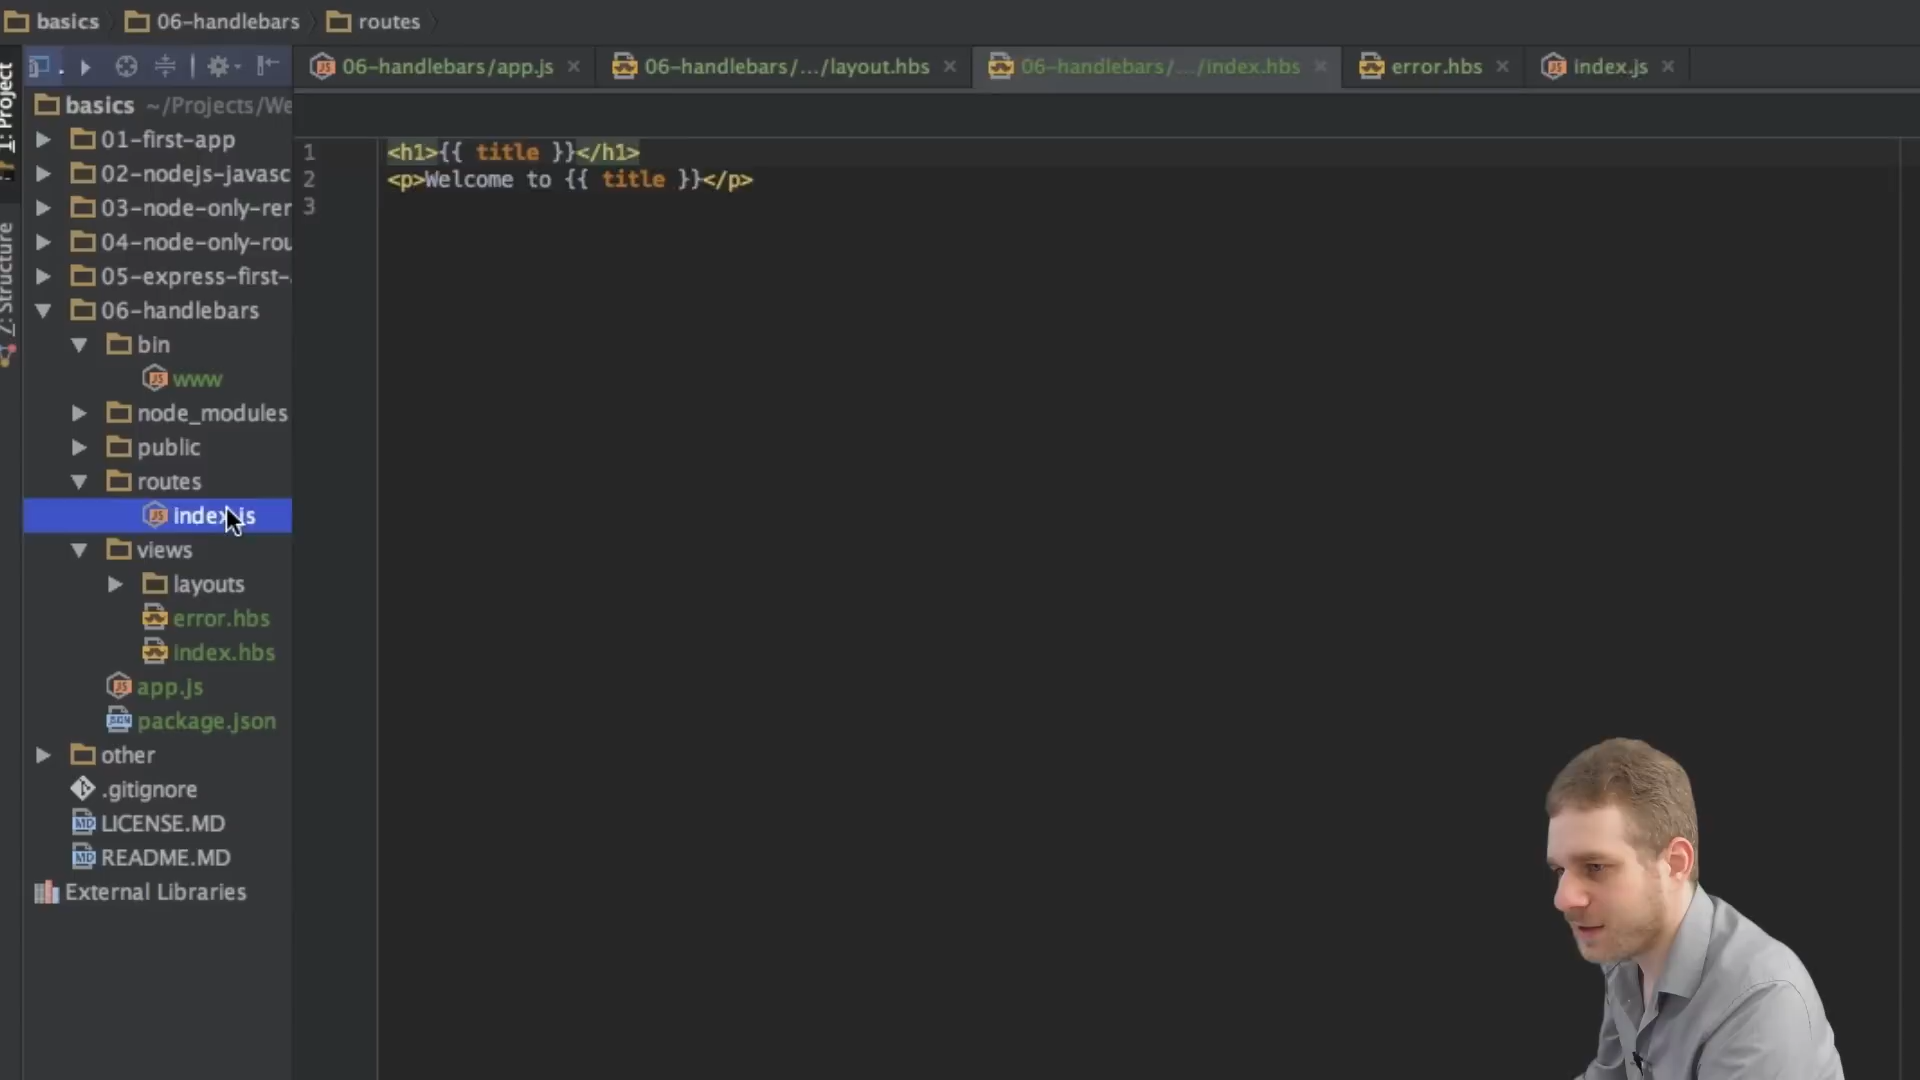 basics 06-handlebars routes
06-handlebars/app.js 06-handlebars/.../layout.hbs 06-handlebars/.../index.hbs error.hbs index.js
1: Project
7: Structure
basics ~/Projects/We
01-first-app
02-nodejs-javasc
03-node-only-rer
04-node-only-rou
05-express-first-
06-handlebars
bin
www
node_modules
public
routes
index.js
views
layouts
error.hbs
index.hbs
app.js
package.json
other
.gitignore
LICENSE.MD
README.MD
External Libraries
1 <h1>{{ title }}</h1>
2 <p>Welcome to {{ title }}</p>
3